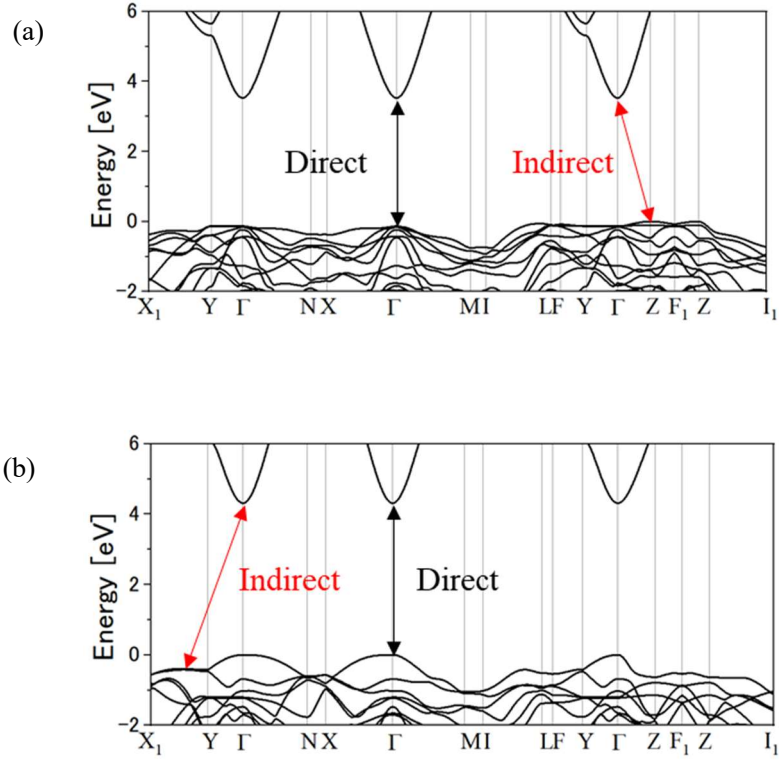 (a)
Energy [eV]
6
4
2
0
-2
Direct
Indirect
X₁ Y Γ N X Γ M I L F Y Γ Z F₁ Z I₁
(b)
Energy [eV]
6
4
2
0
-2
Indirect
Direct
X₁ Y Γ N X Γ M I L F Y Γ Z F₁ Z I₁